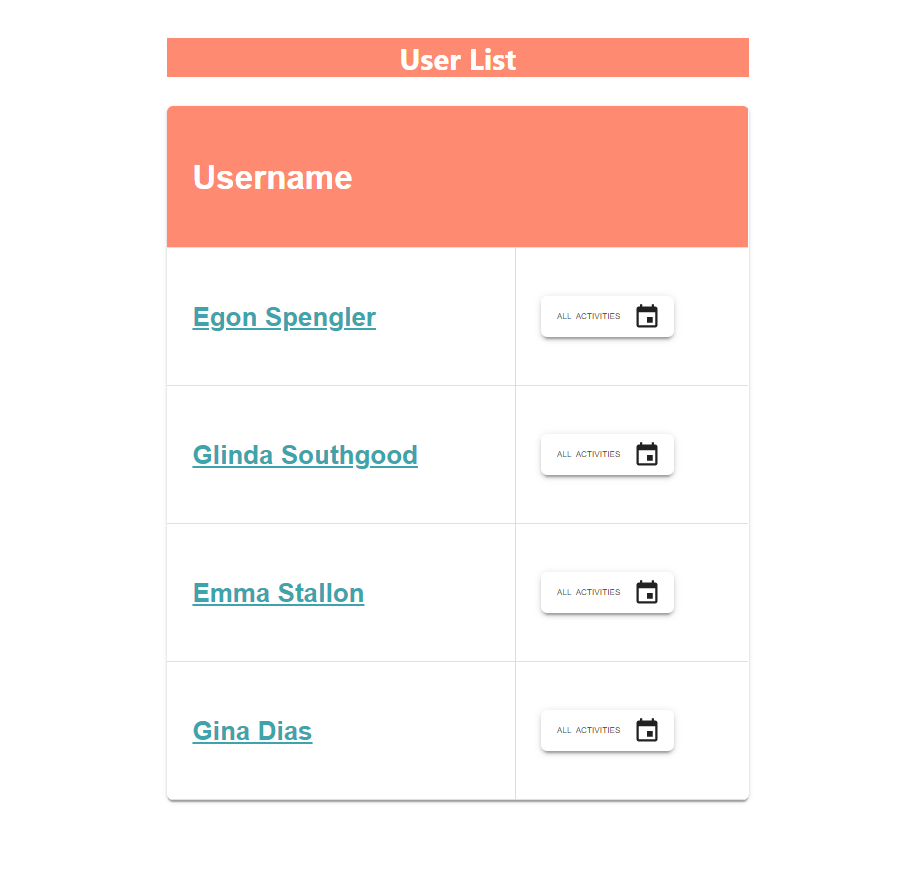 User List
Username
Egon Spengler
ALL ACTIVITIES
Glinda Southgood
ALL ACTIVITIES
Emma Stallon
ALL ACTIVITIES
Gina Dias
ALL ACTIVITIES